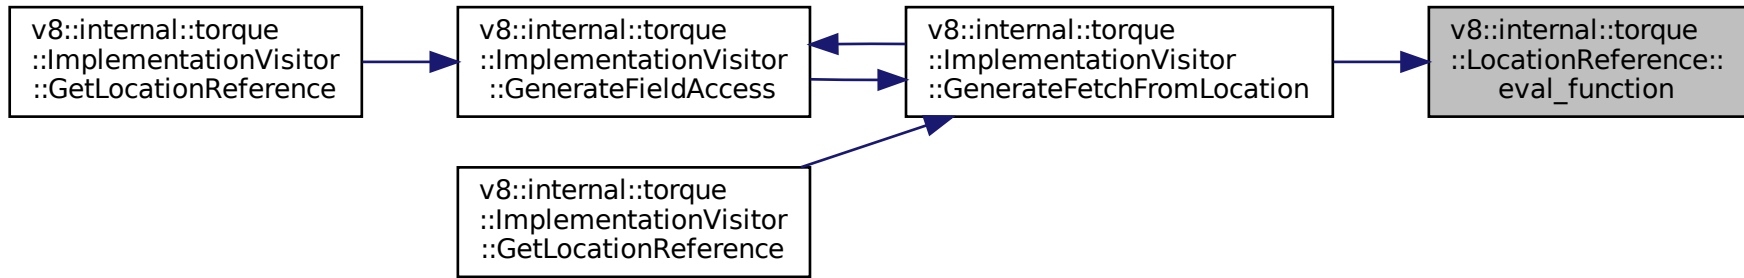 v8::internal::torque
::ImplementationVisitor
::GetLocationReference
v8::internal::torque
::ImplementationVisitor
::GenerateFieldAccess
v8::internal::torque
::ImplementationVisitor
::GenerateFetchFromLocation
v8::internal::torque
::LocationReference::
eval_function
v8::internal::torque
::ImplementationVisitor
::GetLocationReference